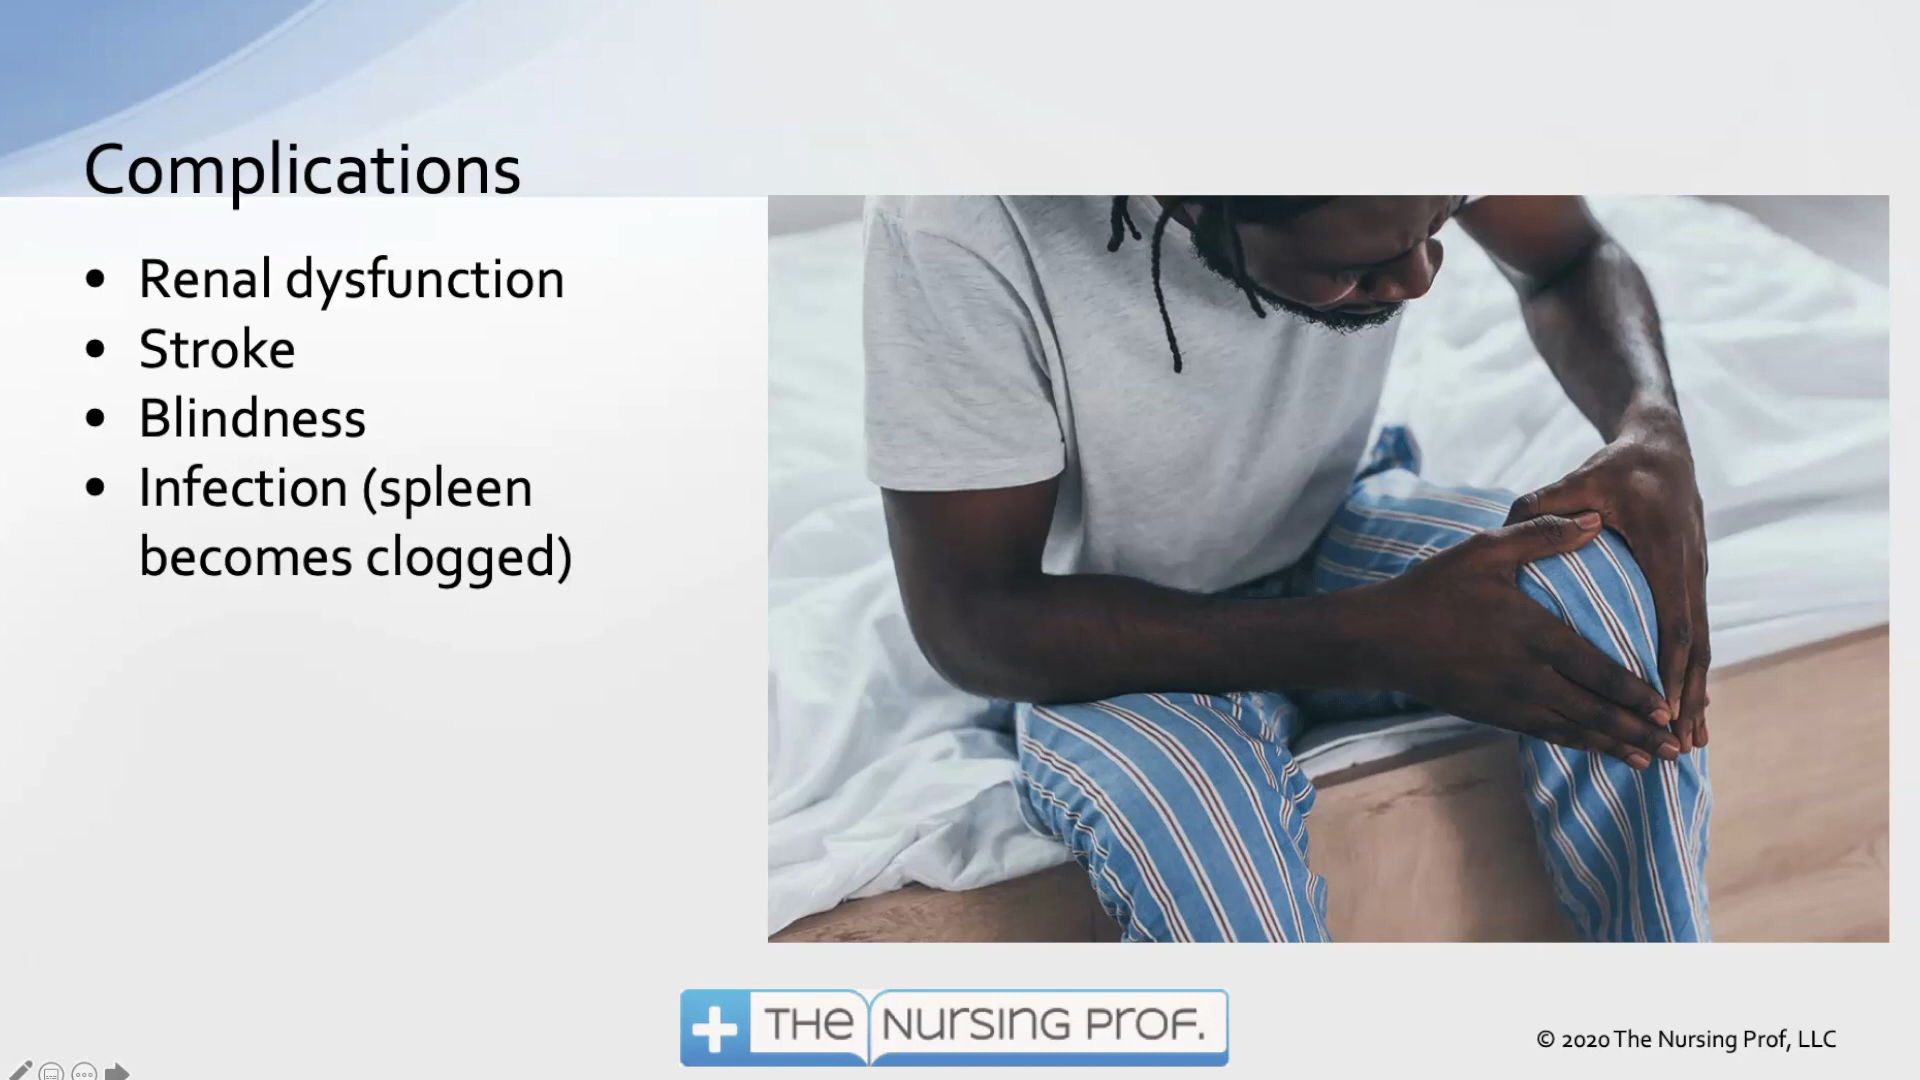 Complications
• Renal dysfunction
• Stroke
• Blindness
• Infection (spleen
becomes clogged)
THE NURSING PROF.
© 2020 The Nursing Prof, LLC